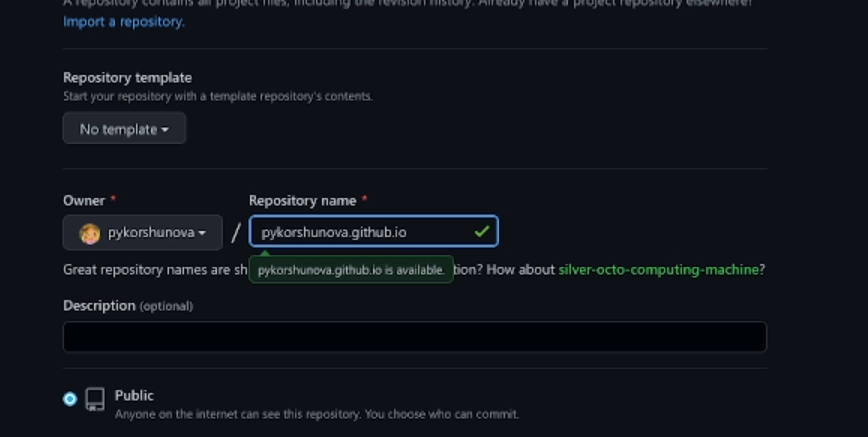 A repository contains all project files, including the revision history. Already have a project repository elsewhere?
Import a repository.
Repository template
Start your repository with a template repository's contents.
No template
Owner *
Repository name *
pykorshunova
/
pykorshunova.github.io
pykorshunova.github.io is available.
Great repository names are sh tion? How about silver-octo-computing-machine?
Description (optional)
Public
Anyone on the internet can see this repository. You choose who can commit.